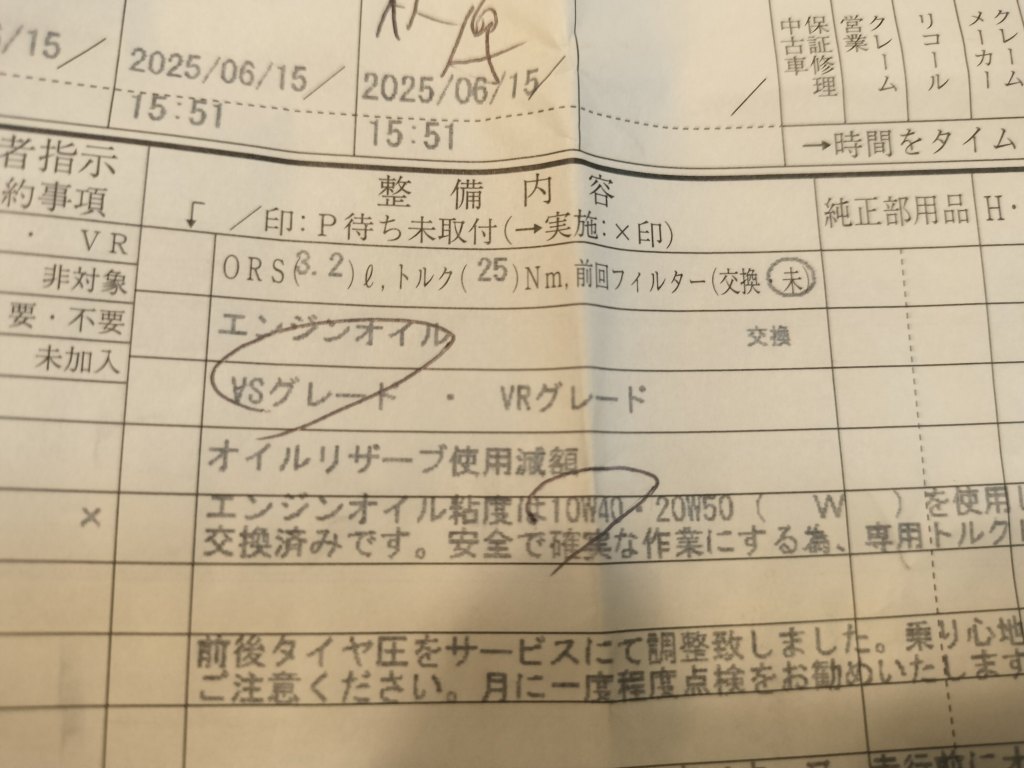 /15
2025/06/15
15:51
2025/06/15
15:51
中古車
保証修理
営業
クレーム
リコール
メーカー
クレーム
→時間をタイム
者指示
約事項
整備内容
/印:P待ち未取付(→実施:×印)
純正部用品
H・
・ VR
非対象
要・不要
未加入
ORS(3.2)ℓ,トルク(25)Nm,前回フィルター(交換 未)
エンジンオイル 交換
VSグレード ・ VRグレード
オイルリザーブ使用減額
×
エンジンオイル粘度は10W40・20W50( W )を使用し
交換済みです。安全で確実な作業にする為、専用トルク
前後タイヤ圧をサービスにて調整致しました。乗り心地
ご注意ください。月に一度程度点検をお勧めいたします